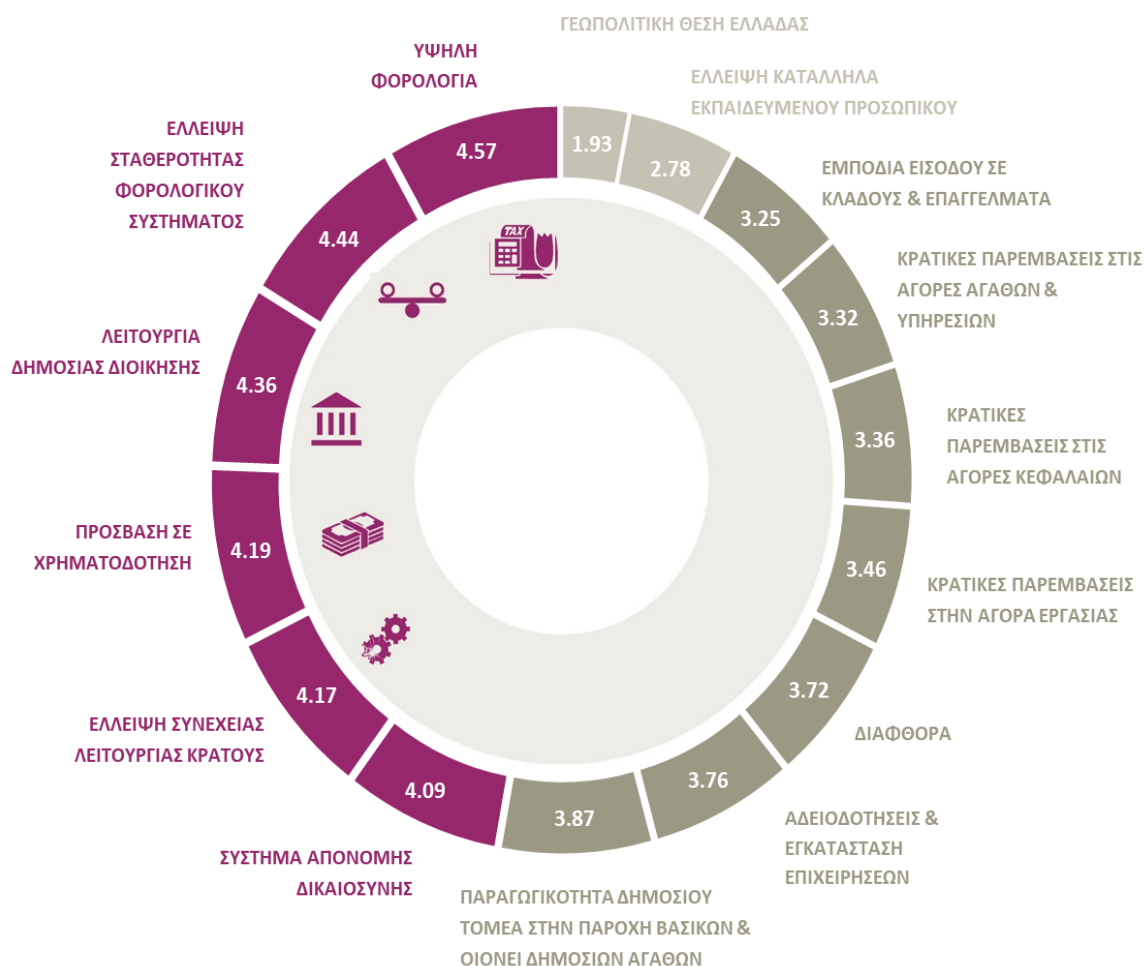 ΓΕΩΠΟΛΙΤΙΚΗ ΘΕΣΗ ΕΛΛΑΔΑΣ
1.93
ΕΛΛΕΙΨΗ ΚΑΤΑΛΛΗΛΑ
ΕΚΠΑΙΔΕΥΜΕΝΟΥ ΠΡΟΣΩΠΙΚΟΥ
2.78
ΕΜΠΟΔΙΑ ΕΙΣΟΔΟΥ ΣΕ
ΚΛΑΔΟΥΣ & ΕΠΑΓΓΕΛΜΑΤΑ
3.25
ΚΡΑΤΙΚΕΣ ΠΑΡΕΜΒΑΣΕΙΣ ΣΤΙΣ
ΑΓΟΡΕΣ ΑΓΑΘΩΝ &
ΥΠΗΡΕΣΙΩΝ
3.32
ΚΡΑΤΙΚΕΣ
ΠΑΡΕΜΒΑΣΕΙΣ ΣΤΙΣ
ΑΓΟΡΕΣ ΚΕΦΑΛΑΙΩΝ
3.36
ΚΡΑΤΙΚΕΣ ΠΑΡΕΜΒΑΣΕΙΣ
ΣΤΗΝ ΑΓΟΡΑ ΕΡΓΑΣΙΑΣ
3.46
ΔΙΑΦΘΟΡΑ
3.72
ΑΔΕΙΟΔΟΤΗΣΕΙΣ &
ΕΓΚΑΤΑΣΤΑΣΗ
ΕΠΙΧΕΙΡΗΣΕΩΝ
3.76
ΠΑΡΑΓΩΓΙΚΟΤΗΤΑ ΔΗΜΟΣΙΟΥ
ΤΟΜΕΑ ΣΤΗΝ ΠΑΡΟΧΗ ΒΑΣΙΚΩΝ &
ΟΙΟΝΕΙ ΔΗΜΟΣΙΩΝ ΑΓΑΘΩΝ
3.87
ΣΥΣΤΗΜΑ ΑΠΟΝΟΜΗΣ
ΔΙΚΑΙΟΣΥΝΗΣ
4.09
ΕΛΛΕΙΨΗ ΣΥΝΕΧΕΙΑΣ
ΛΕΙΤΟΥΡΓΙΑΣ ΚΡΑΤΟΥΣ
4.17
ΠΡΟΣΒΑΣΗ ΣΕ
ΧΡΗΜΑΤΟΔΟΤΗΣΗ
4.19
ΛΕΙΤΟΥΡΓΙΑ
ΔΗΜΟΣΙΑΣ ΔΙΟΙΚΗΣΗΣ
4.36
ΕΛΛΕΙΨΗ
ΣΤΑΘΕΡΟΤΗΤΑΣ
ΦΟΡΟΛΟΓΙΚΟΥ
ΣΥΣΤΗΜΑΤΟΣ
4.44
ΥΨΗΛΗ
ΦΟΡΟΛΟΓΙΑ
4.57
TAX